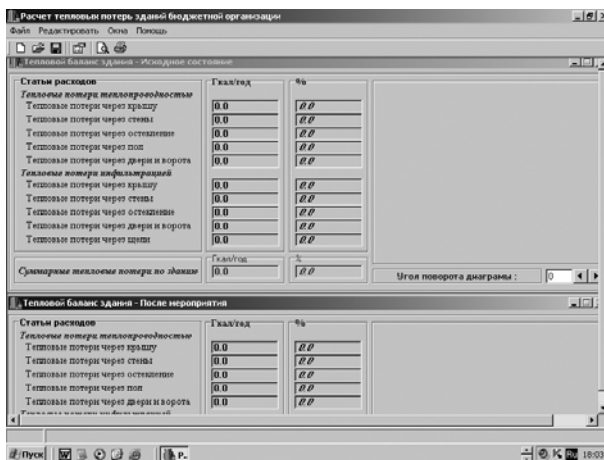 Расчет тепловых потерь зданий бюджетной организации
Файл Редактировать Окна Помощь
Тепловой баланс здания - Исходное состояние
Статьи расходов Гкал/год %
Тепловые потери теплопроводностью
Тепловые потери через крышу 0.0 0.0
Тепловые потери через стены 0.0 0.0
Тепловые потери через остекление 0.0 0.0
Тепловые потери через пол 0.0 0.0
Тепловые потери через двери и ворота 0.0 0.0
Тепловые потери инфильтрацией
Тепловые потери через крышу 0.0 0.0
Тепловые потери через стены 0.0 0.0
Тепловые потери через остекление 0.0 0.0
Тепловые потери через двери и ворота 0.0 0.0
Тепловые потери через щели 0.0 0.0
Гкал/год %
Суммарные тепловые потери по зданию 0.0 0.0
Угол поворота диаграмы : 0
Тепловой баланс здания - После мероприятия
Статьи расходов Гкал/год %
Тепловые потери теплопроводностью
Тепловые потери через крышу 0.0 0.0
Тепловые потери через стены 0.0 0.0
Тепловые потери через остекление 0.0 0.0
Тепловые потери через пол 0.0 0.0
Тепловые потери через двери и ворота 0.0 0.0
Тепловые потери инфильтрацией
Пуск Р.. Ru 18:03